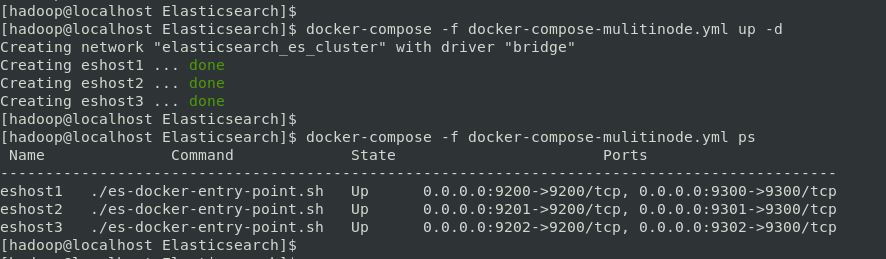 [hadoop@localhost Elasticsearch]$
[hadoop@localhost Elasticsearch]$ docker-compose -f docker-compose-mulitinode.yml up -d
Creating network "elasticsearch_es_cluster" with driver "bridge"
Creating eshost1 ... done
Creating eshost2 ... done
Creating eshost3 ... done
[hadoop@localhost Elasticsearch]$
[hadoop@localhost Elasticsearch]$ docker-compose -f docker-compose-mulitinode.yml ps
 Name              Command               State                       Ports
---------------------------------------------------------------------------------------------
eshost1   ./es-docker-entry-point.sh   Up      0.0.0.0:9200->9200/tcp, 0.0.0.0:9300->9300/tcp
eshost2   ./es-docker-entry-point.sh   Up      0.0.0.0:9201->9200/tcp, 0.0.0.0:9301->9300/tcp
eshost3   ./es-docker-entry-point.sh   Up      0.0.0.0:9202->9200/tcp, 0.0.0.0:9302->9300/tcp
[hadoop@localhost Elasticsearch]$